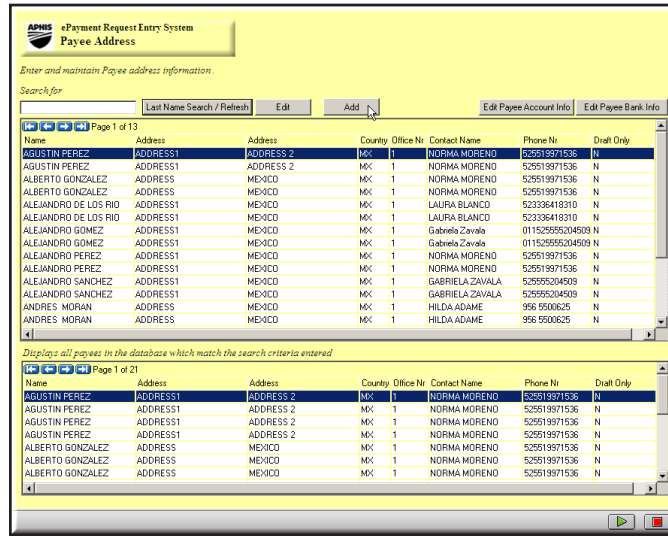 APHIS ePayment Request Entry System
Payee Address
Enter and maintain Payee address information .
Search for
Last Name Search / Refresh Edit Add Edit Payee Account Info Edit Payee Bank Info
Page 1 of 13
Name Address Address Country Office Nr Contact Name Phone Nr Draft Only
AGUSTIN PEREZ ADDRESS1 ADDRESS 2 MX 1 NORMA MORENO 525519971536 N
AGUSTIN PEREZ ADDRESS1 ADDRESS 2 MX 1 NORMA MORENO 525519971536 N
ALBERTO GONZALEZ ADDRESS MEXICO MX 1 NORMA MORENO 525519971536 N
ALBERTO GONZALEZ ADDRESS MEXICO MX 1 NORMA MORENO 525519971536 N
ALEJANDRO DE LOS RIO ADDRESS1 MEXICO MX 1 LAURA BLANCO 523336418310 N
ALEJANDRO DE LOS RIO ADDRESS1 MEXICO MX 1 LAURA BLANCO 523336418310 N
ALEJANDRO GOMEZ ADDRESS1 MEXICO MX 1 Gabriela Zavala 011525555204509 N
ALEJANDRO GOMEZ ADDRESS1 MEXICO MX 1 Gabriela Zavala 011525555204509 N
ALEJANDRO PEREZ ADDRESS1 MEXICO MX 1 NORMA MORENO 525519971536 N
ALEJANDRO PEREZ ADDRESS1 MEXICO MX 1 NORMA MORENO 525519971536 N
ALEJANDRO SANCHEZ ADDRESS1 MEXICO MX 1 GABRIELA ZAVALA 525555204509 N
ALEJANDRO SANCHEZ ADDRESS1 MEXICO MX 1 GABRIELA ZAVALA 525555204509 N
ANDRES MORAN ADDRESS MEXICO MX 1 HILDA ADAME 956 5500625 N
ANDRES MORAN ADDRESS MEXICO MX 1 HILDA ADAME 956 5500625 N
Displays all payees in the database which match the search criteria entered
Page 1 of 21
Name Address Address Country Office Nr Contact Name Phone Nr Draft Only
AGUSTIN PEREZ ADDRESS1 ADDRESS 2 MX 1 NORMA MORENO 525519971536 N
AGUSTIN PEREZ ADDRESS1 ADDRESS 2 MX 1 NORMA MORENO 525519971536 N
AGUSTIN PEREZ ADDRESS1 ADDRESS 2 MX 1 NORMA MORENO 525519971536 N
AGUSTIN PEREZ ADDRESS1 ADDRESS 2 MX 1 NORMA MORENO 525519971536 N
ALBERTO GONZALEZ ADDRESS MEXICO MX 1 NORMA MORENO 525519971536 N
ALBERTO GONZALEZ ADDRESS MEXICO MX 1 NORMA MORENO 525519971536 N
ALBERTO GONZALEZ ADDRESS MEXICO MX 1 NORMA MORENO 525519971536 N